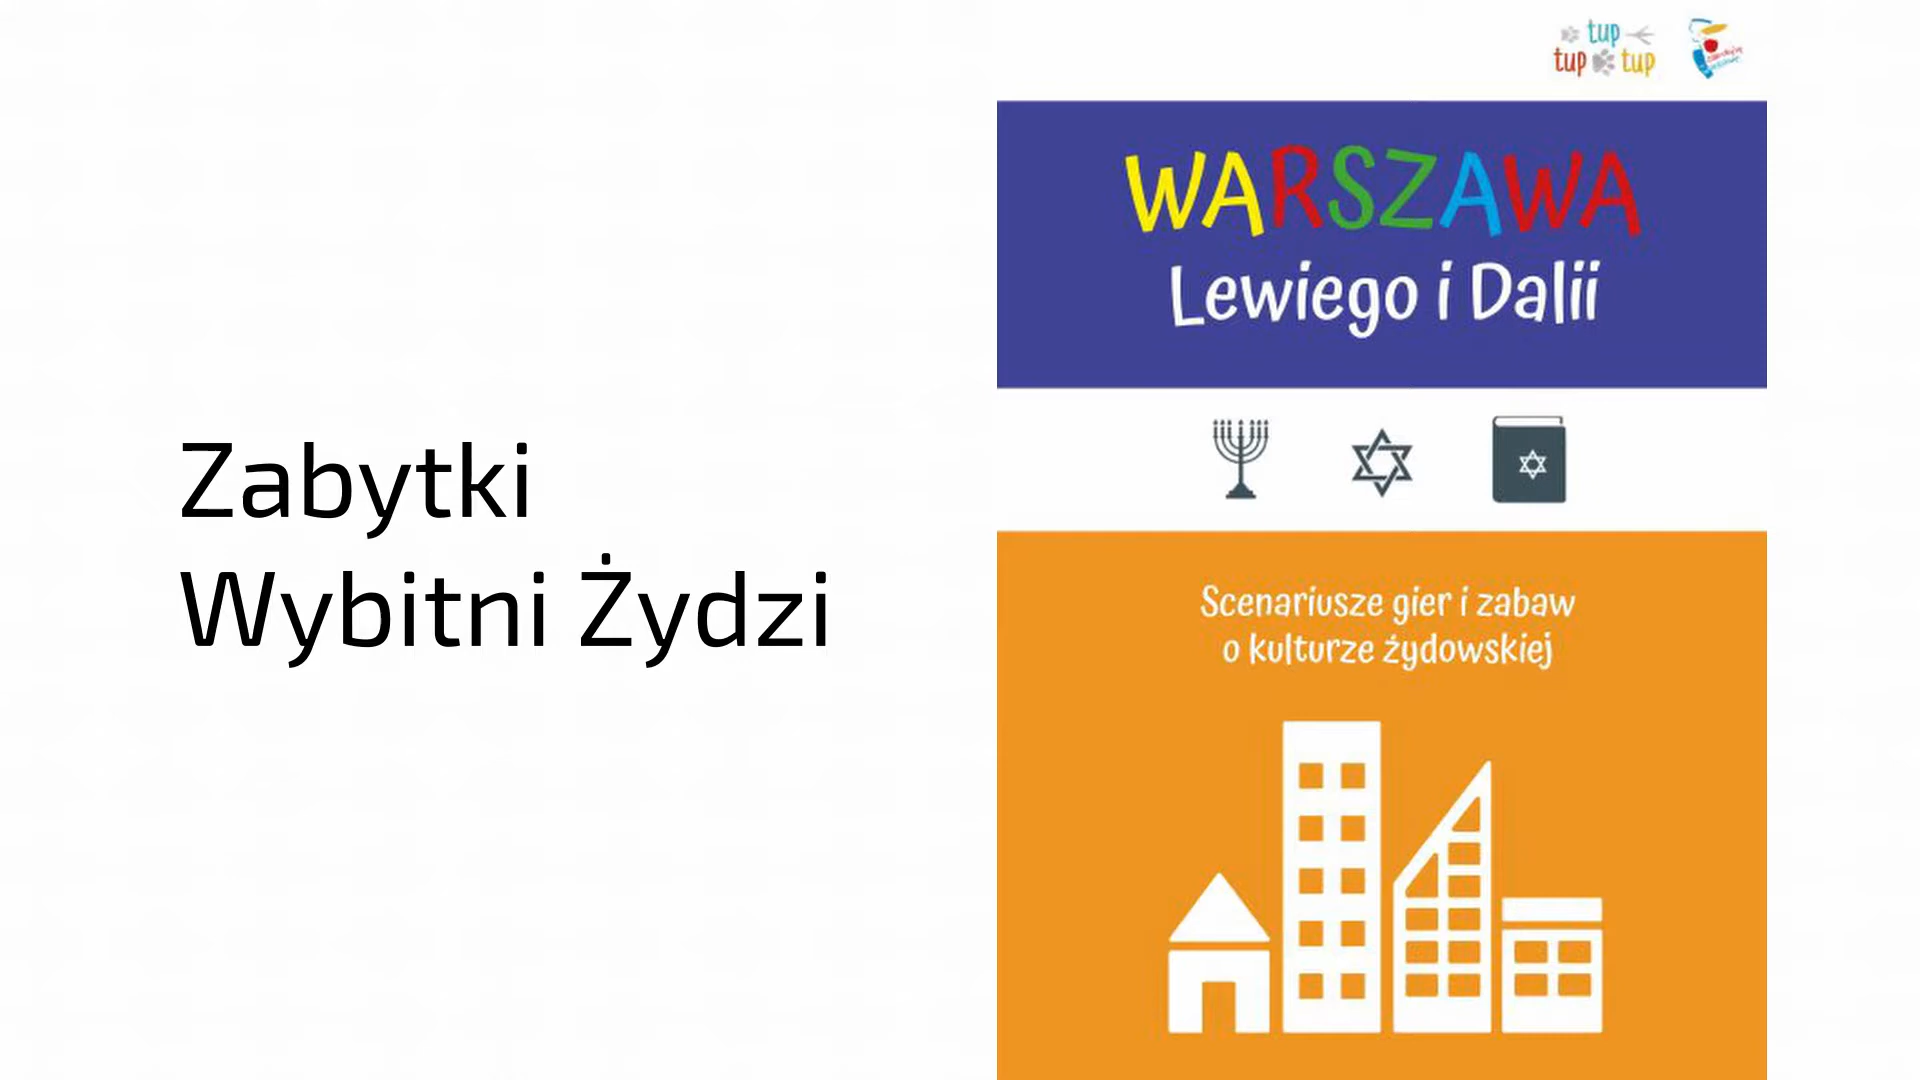 Zabytki
Wybitni Żydzi
tup
tup tup
WARSZAWA
Lewiego i Dalii
Scenariusze gier i zabaw
o kulturze żydowskiej